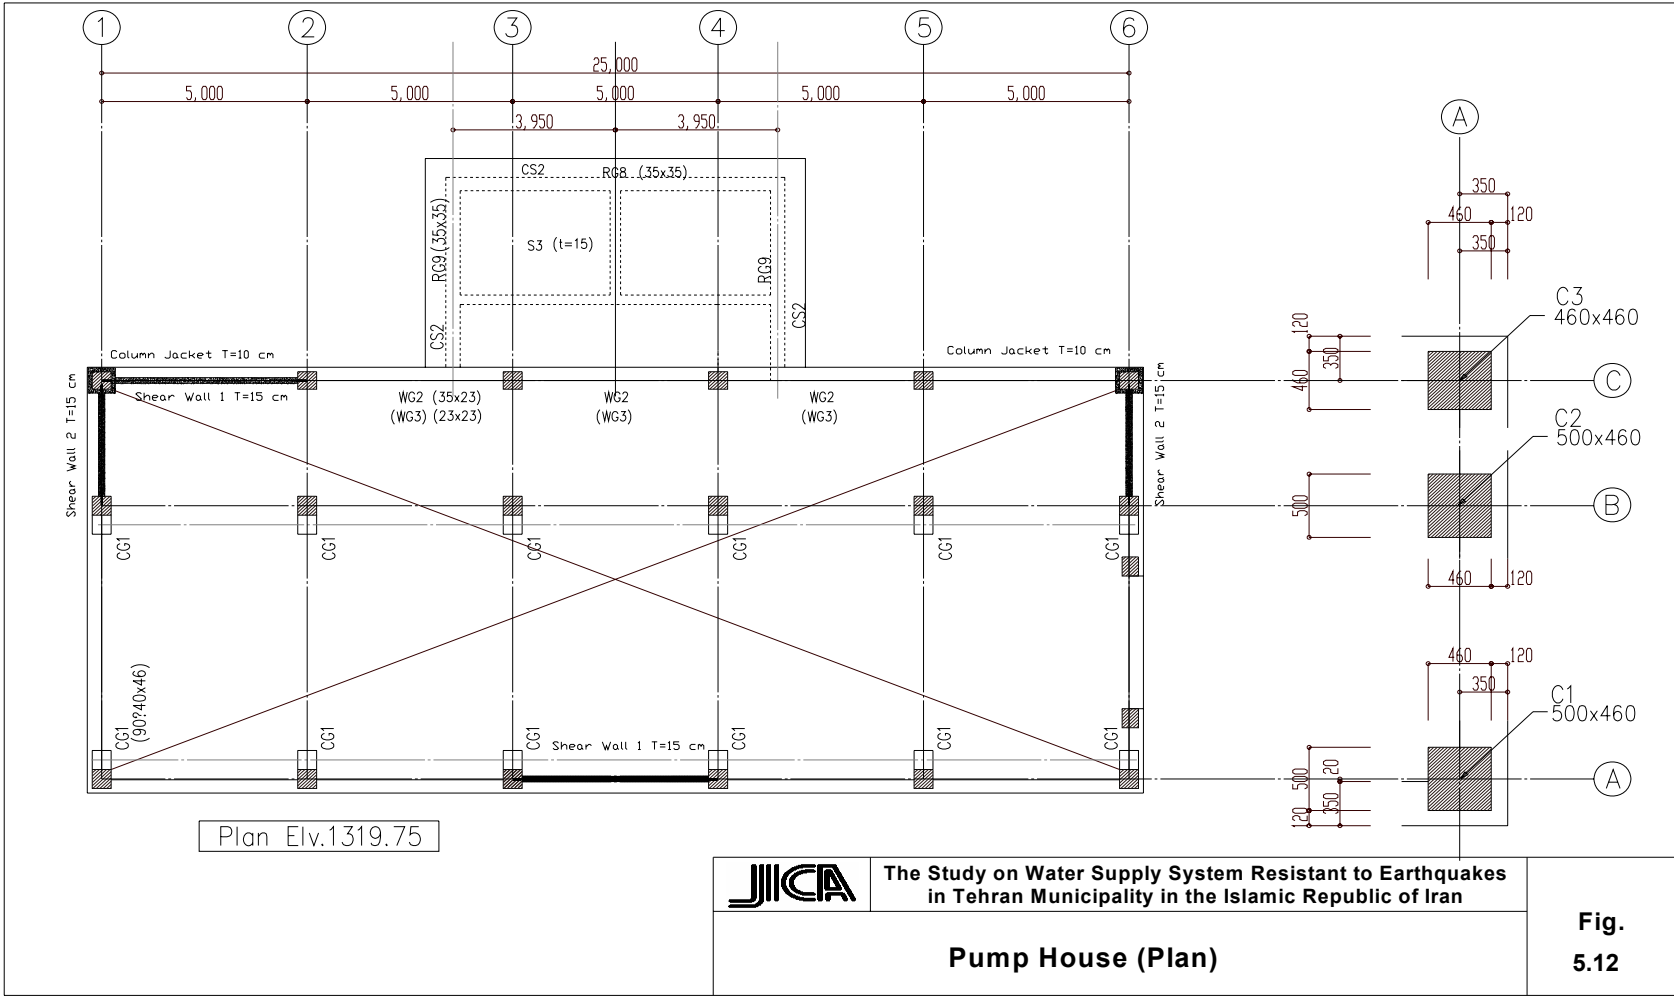 1 2 3 4 5 6
25,000
5,000 5,000 5,000 5,000 5,000
3,950 3,950
CS2 RG8 (35x35)
RG9 (35x35)
S3 (t=15)
RG9
CS2
CS2
Column Jacket T=10 cm
Column Jacket T=10 cm
Shear Wall 1 T=15 cm
Shear Wall 2 T=15 cm
WG2 (35x23)
(WG3) (23x23)
WG2
(WG3)
WG2
(WG3)
Shear Wall 2 T=15 cm
CG1 CG1 CG1 CG1 CG1 CG1
CG1
(90?40x46)
CG1 CG1
Shear Wall 1 T=15 cm
CG1 CG1 CG1
Plan Elv.1319.75
A
350
460 120
350
120
350
460
C3
460x460
C
C2
500x460
500
B
460 120
460 120
350
C1
500x460
500
20
350
120
A
JICA
The Study on Water Supply System Resistant to Earthquakes
in Tehran Municipality in the Islamic Republic of Iran
Pump House (Plan)
Fig.
5.12